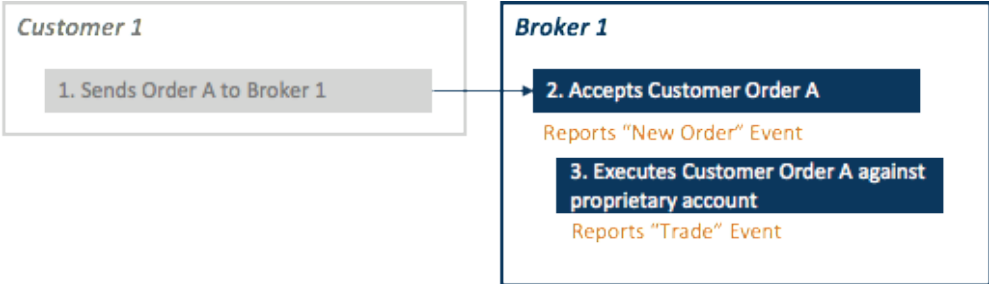 Customer 1
1. Sends Order A to Broker 1
Broker 1
2. Accepts Customer Order A
Reports “New Order” Event
3. Executes Customer Order A against
proprietary account
Reports “Trade” Event